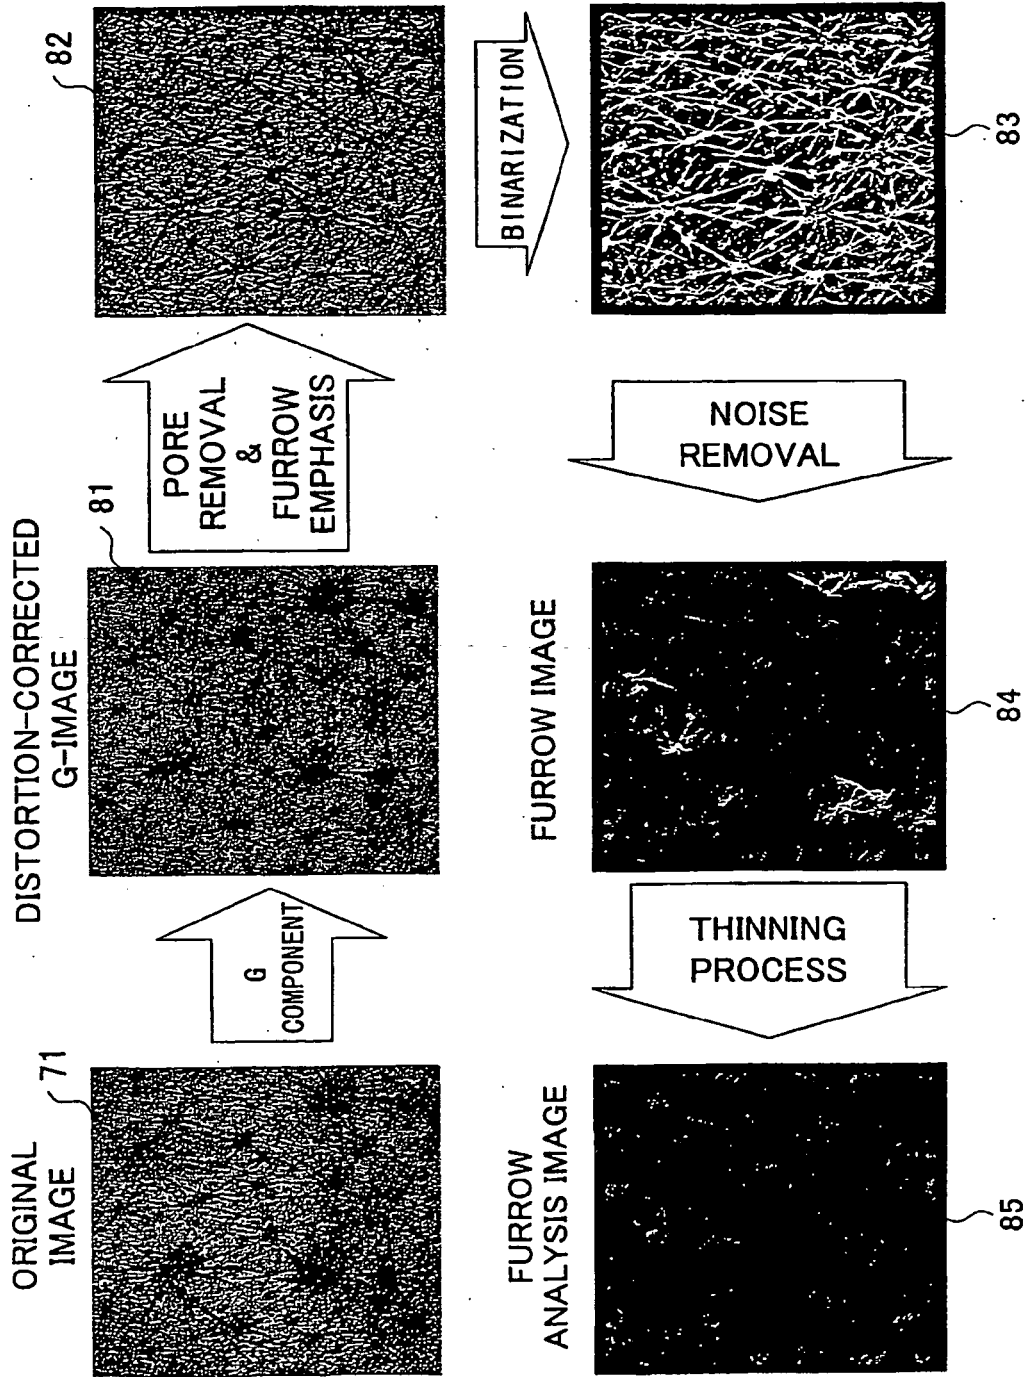 ORIGINAL
IMAGE
71
G
COMPONENT
DISTORTION-CORRECTED
G-IMAGE
81
PORE
REMOVAL
&
FURROW
EMPHASIS
82
BINARIZATION
83
NOISE
REMOVAL
FURROW IMAGE
84
THINNING
PROCESS
FURROW
ANALYSIS IMAGE
85